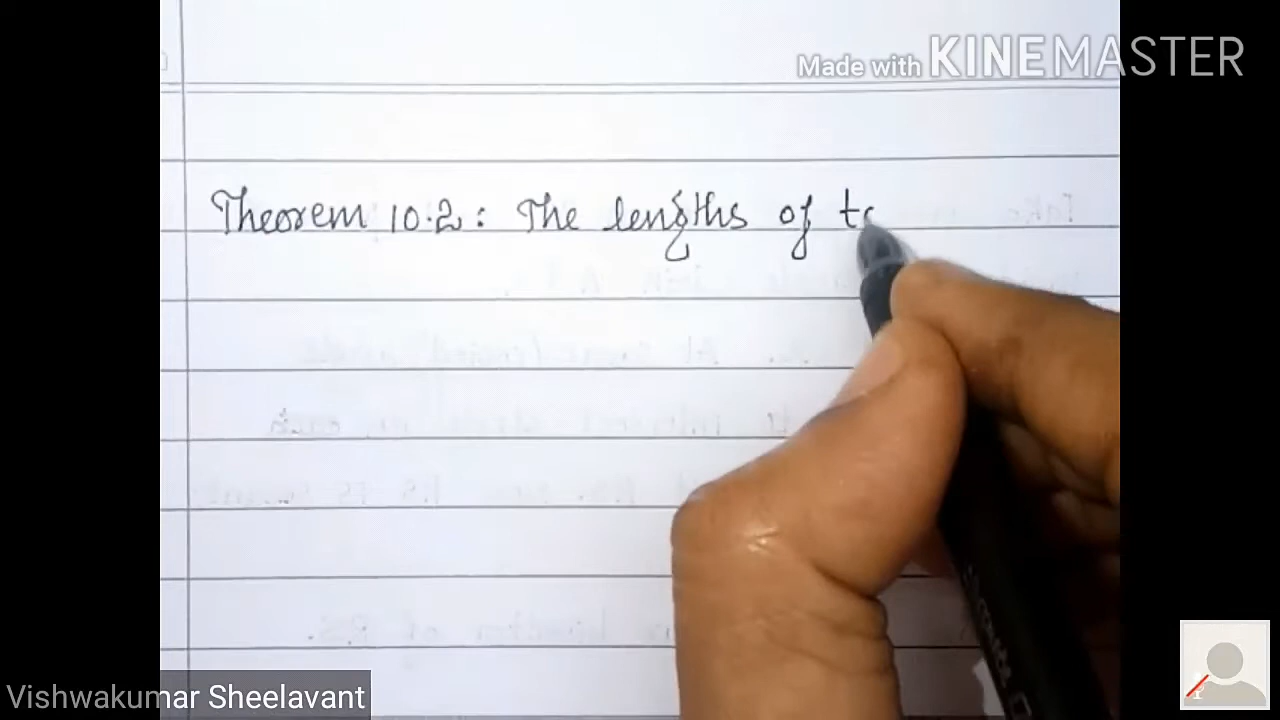 Made with KINEMASTER
Theorem 10.2 : The lengths of
Vishwakumar Sheelavant